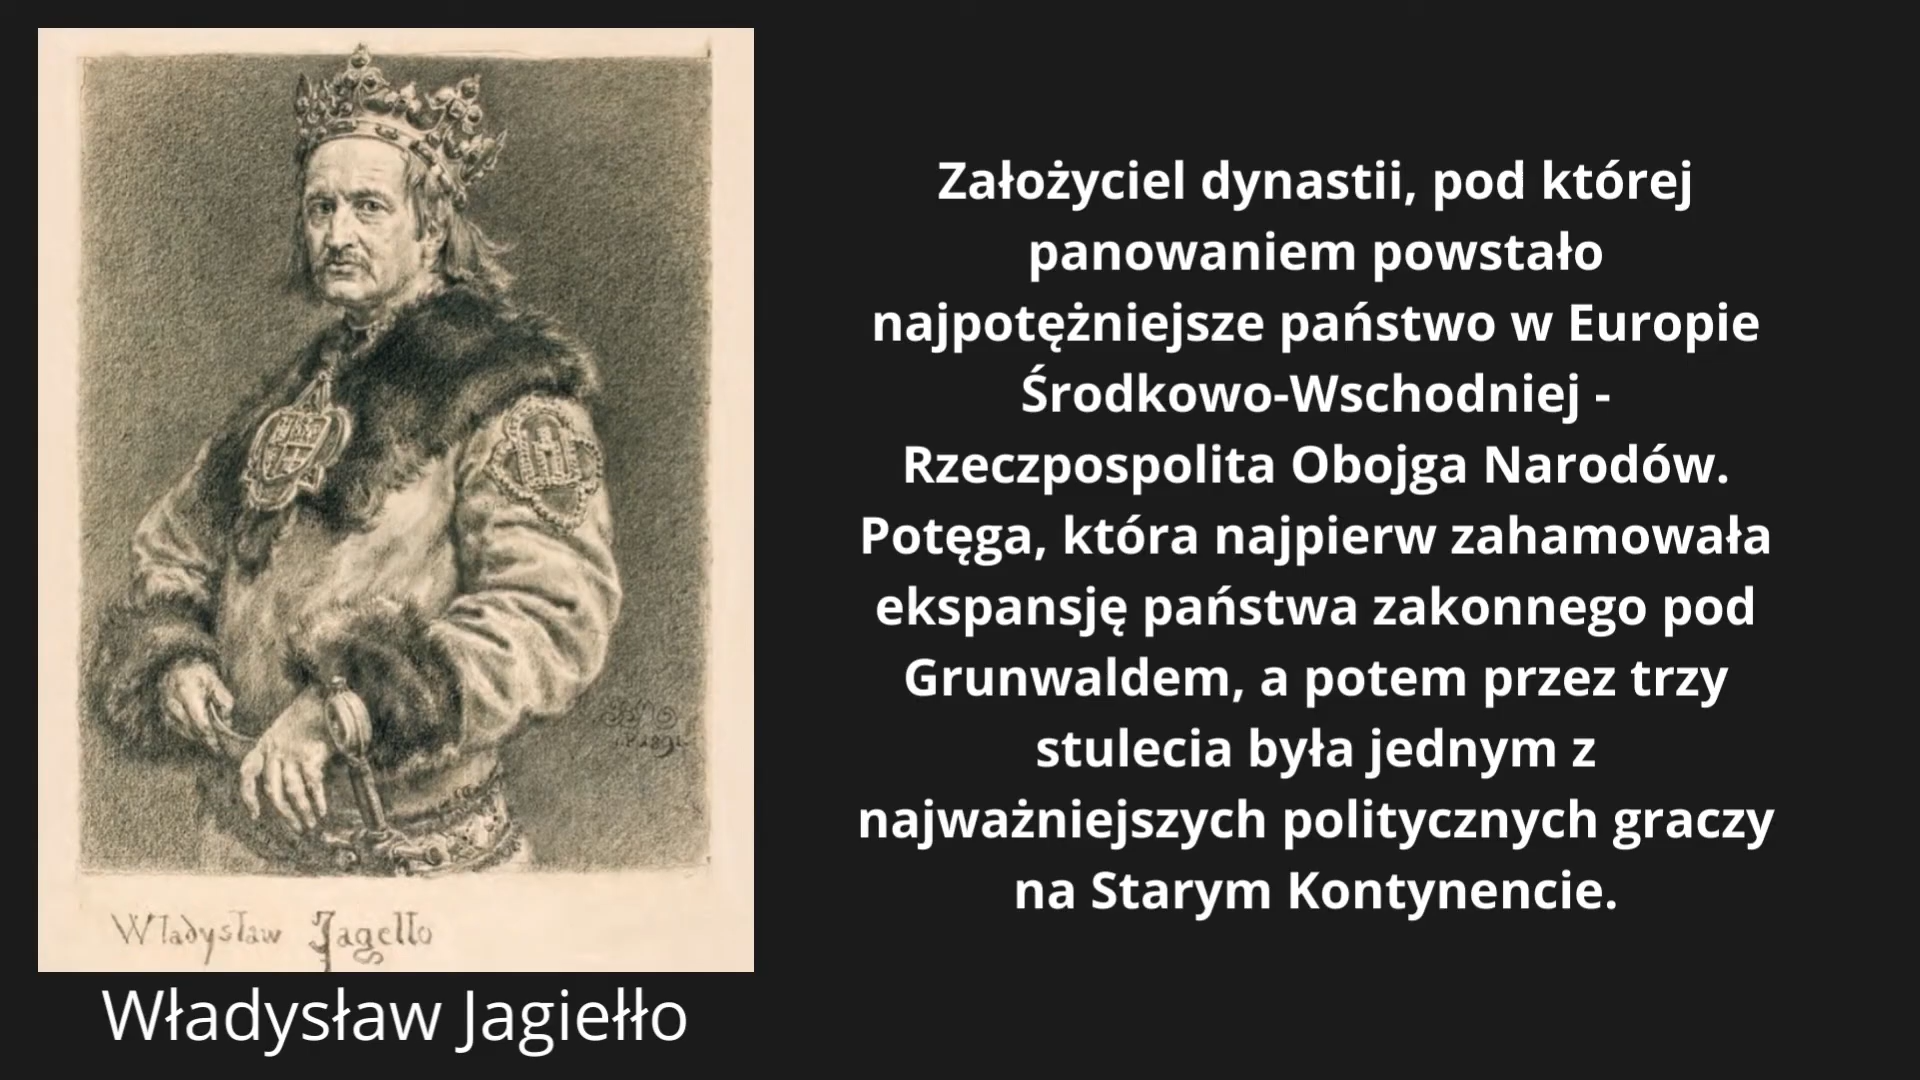 Władysław Jagełło
Władysław Jagiełło
Założyciel dynastii, pod której
panowaniem powstało
najpotężniejsze państwo w Europie
Środkowo-Wschodniej -
Rzeczpospolita Obojga Narodów.
Potęga, która najpierw zahamowała
ekspansję państwa zakonnego pod
Grunwaldem, a potem przez trzy
stulecia była jednym z
najważniejszych politycznych graczy
na Starym Kontynencie.